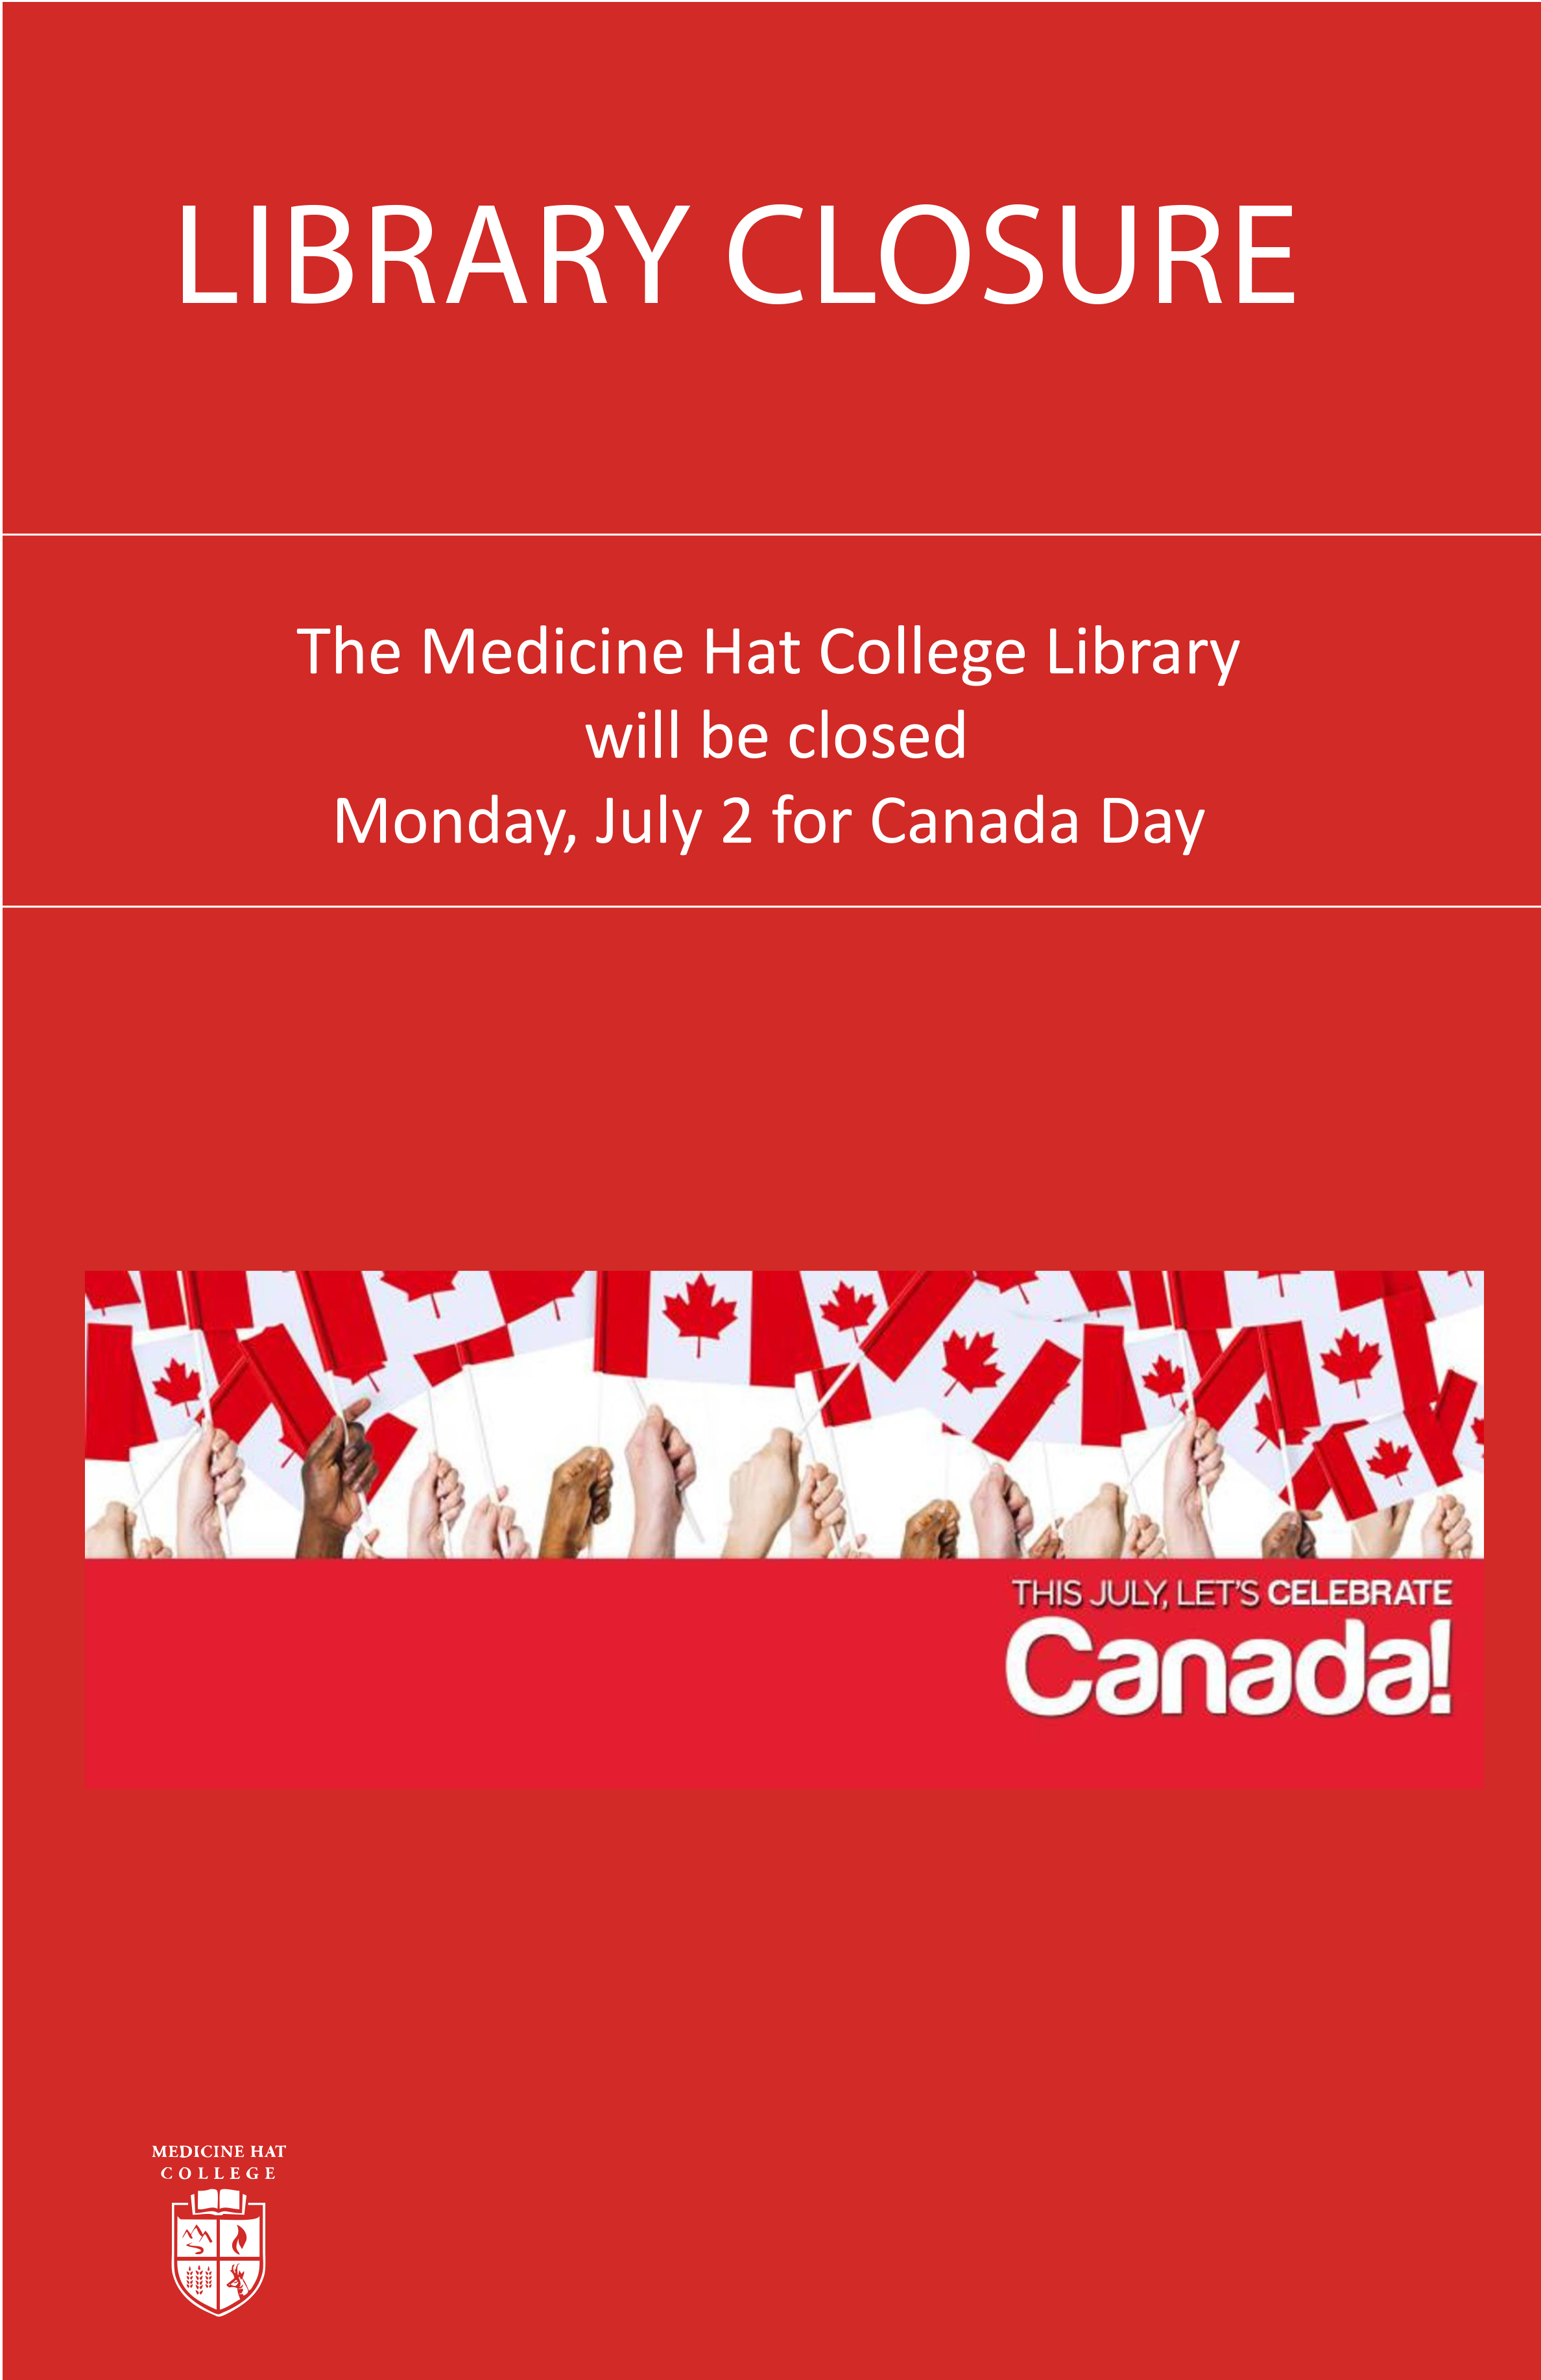 LIBRARY CLOSURE
The Medicine Hat College Library
will be closed
Monday, July 2 for Canada Day
THIS JULY, LET'S CELEBRATE
Canada!
MEDICINE HAT
COLLEGE